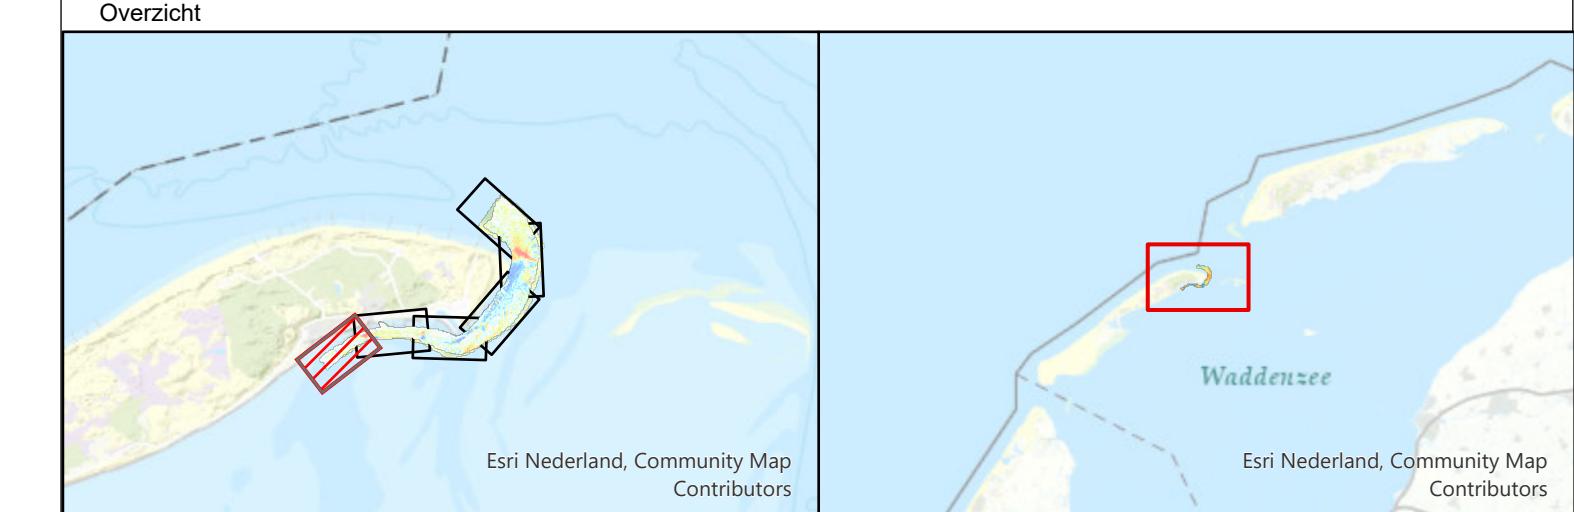 Overzicht
Esri Nederland, Community Map
Contributors
Waddenzee
Esri Nederland, Community Map
Contributors